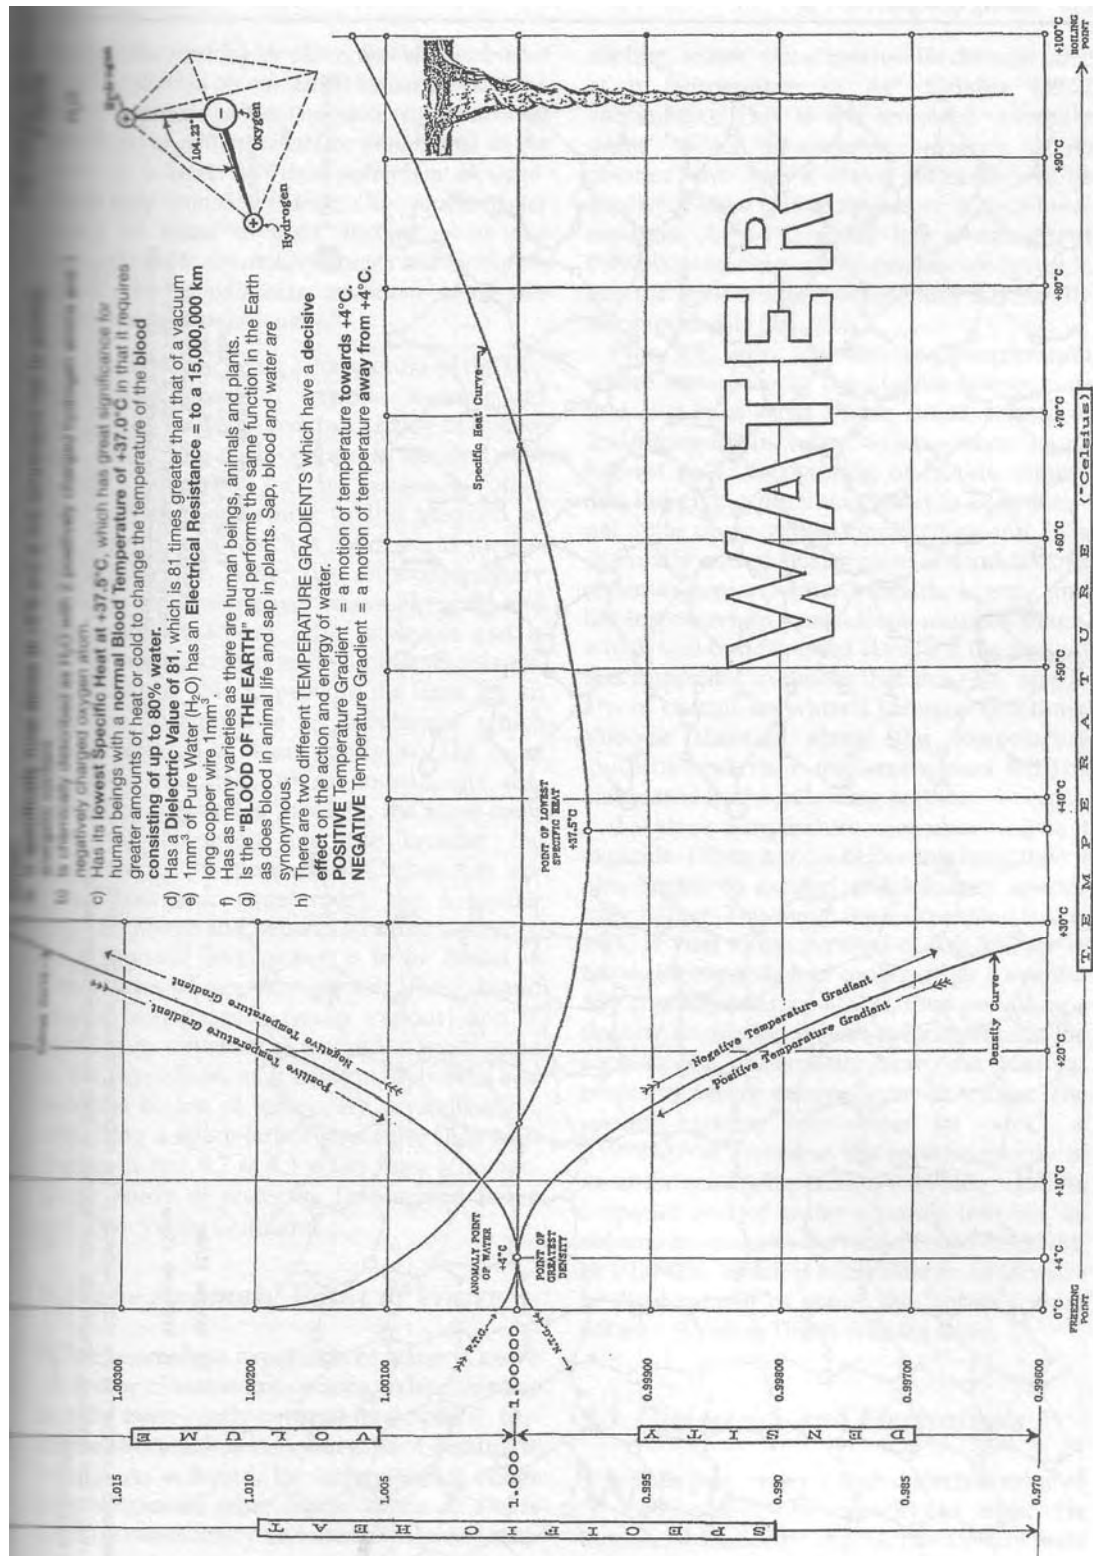 b) is chemically described as H₂O with 2 positively charged hydrogen atoms and 1
negatively charged oxygen atom.
c) Has its lowest Specific Heat at +37.5°C, which has great significance for
human beings with a normal Blood Temperature of +37.0°C in that it requires
greater amounts of heat or cold to change the temperature of the blood
consisting of up to 80% water.
d) Has a Dielectric Value of 81, which is 81 times greater than that of a vacuum
e) 1mm³ of Pure Water (H₂O) has an Electrical Resistance = to a 15,000,000 km
long copper wire 1mm³.
f) Has as many varieties as there are human beings, animals and plants.
g) Is the "BLOOD OF THE EARTH" and performs the same function in the Earth
as does blood in animal life and sap in plants. Sap, blood and water are
synonymous.
h) There are two different TEMPERATURE GRADIENTS which have a decisive
effect on the action and energy of water.
POSITIVE Temperature Gradient = a motion of temperature towards +4°C.
NEGATIVE Temperature Gradient = a motion of temperature away from +4°C.
Hydrogen
104.23°
Oxygen
Hydrogen
SPECIFIC HEAT
1.015
1.010
1.005
1.000
0.995
0.990
0.985
0.970
VOLUME
DENSITY
1.00300
1.00200
1.00100
1.00000
0.999000
0.99800
0.99700
0.99600
Positive Temperature Gradient
Negative Temperature Gradient
ANOMALY POINT
OF WATER
+4°C
P.T.G.
N.T.G.
POINT OF
GREATEST
DENSITY
Negative Temperature Gradient
Positive Temperature Gradient
Density Curve
POINT OF LOWEST
SPECIFIC HEAT
+37.5°C
Specific Heat Curve
WATER
0°C
+4°C
+10°C
+20°C
+30°C
+40°C
+50°C
+60°C
+70°C
+80°C
+90°C
+100°C
FREEZING
POINT
TEMPERATURE (°Celsius)
BOILING
POINT